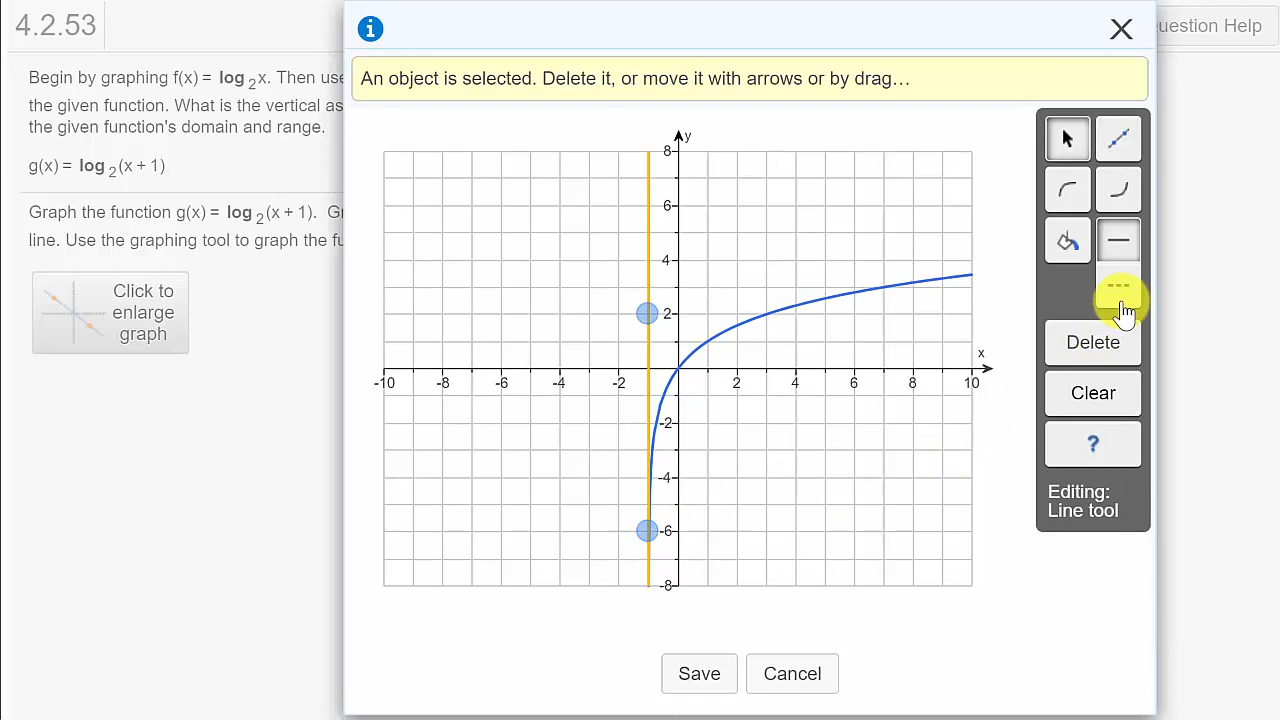 4.2.53
uestion Help
An object is selected. Delete it, or move it with arrows or by drag…
Begin by graphing f(x) = log 2 x. Then use
the given function. What is the vertical as
the given function's domain and range.
g(x) = log 2 (x + 1)
Graph the function g(x) = log 2 (x + 1). Gr
line. Use the graphing tool to graph the fu
Click to
enlarge
graph
y
8
6
4
2
x
-10 -8 -6 -4 -2 2 4 6 8 10
-2
-4
-6
-8
Delete
Clear
?
Editing:
Line tool
Save
Cancel